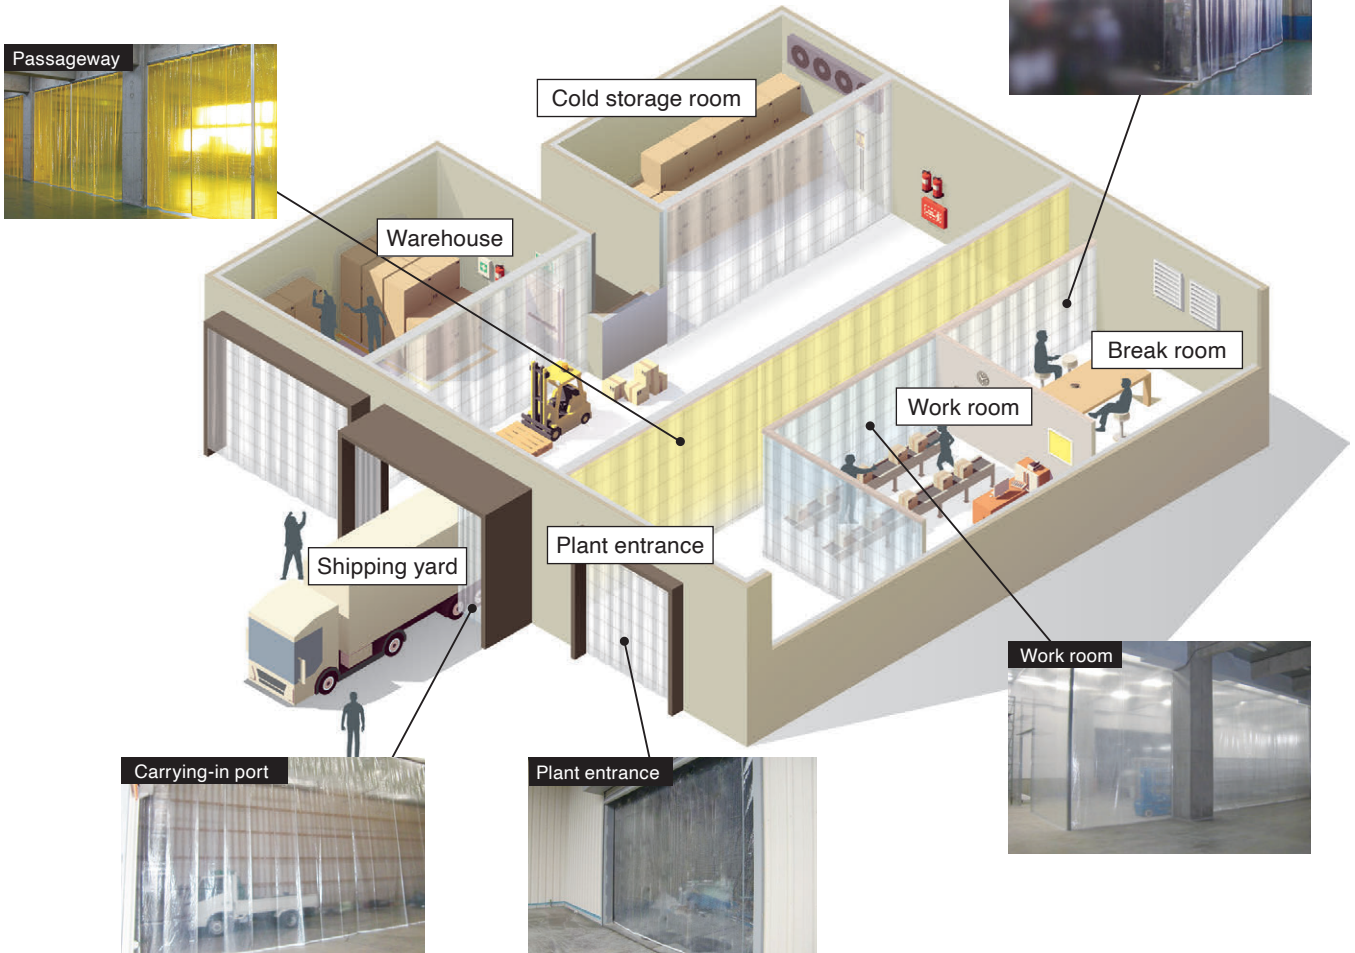 Passageway
Cold storage room
Warehouse
Break room
Work room
Plant entrance
Shipping yard
Work room
Carrying-in port
Plant entrance